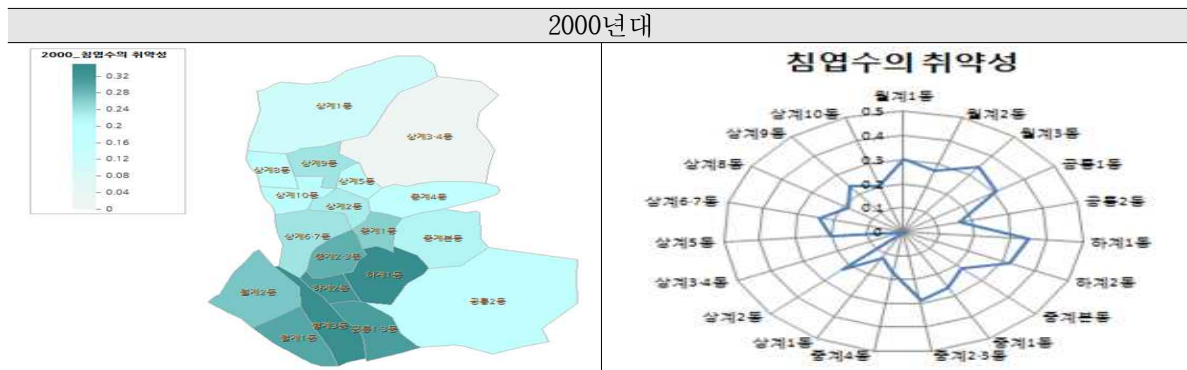 2000년대
2000_침엽수의 취약성
0.32
0.28
0.24
0.2
0.16
0.12
0.08
0.04
0
상계1동
상계3·4동
상계9동
상계8동
상계5동
상계10동
상계2동
중계4동
상계6·7동
중계1동
중계본동
중계2·3동
하계1동
하계2동
월계2동
월계3동
월계1동
공릉1·3동
공릉2동
침엽수의 취약성
월계1동
월계2동
월계3동
공릉1동
공릉2동
하계1동
하계2동
중계본동
중계1동
중계2·3동
중계4동
상계1동
상계2동
상계3·4동
상계5동
상계6·7동
상계8동
상계9동
상계10동
0.5
0.4
0.3
0.2
0.1
0